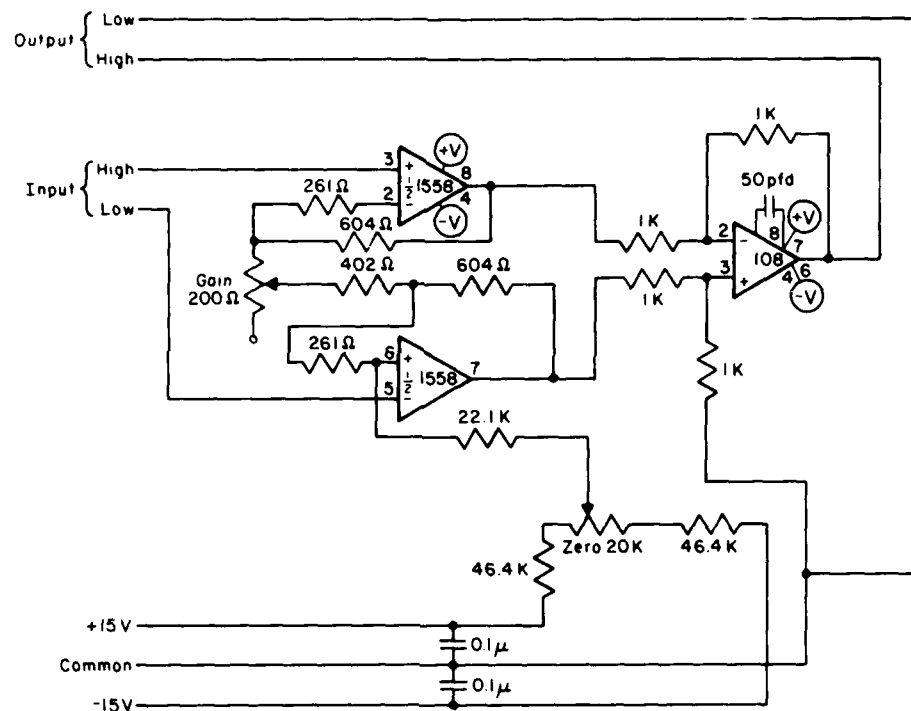 Output
Low
High
1K
Input
High
Low
3
+
+V
8
1/2
1558
4
2
-
-V
261Ω
604Ω
402Ω
604Ω
Gain
200Ω
261Ω
6
+
1/2
1558
7
5
-
22.1K
1K
1K
50pfd
2
-
8
+V
7
108
3
+
4
6
-V
1K
Zero 20K
46.4K
46.4K
+15V
0.1μ
Common
0.1μ
-15V